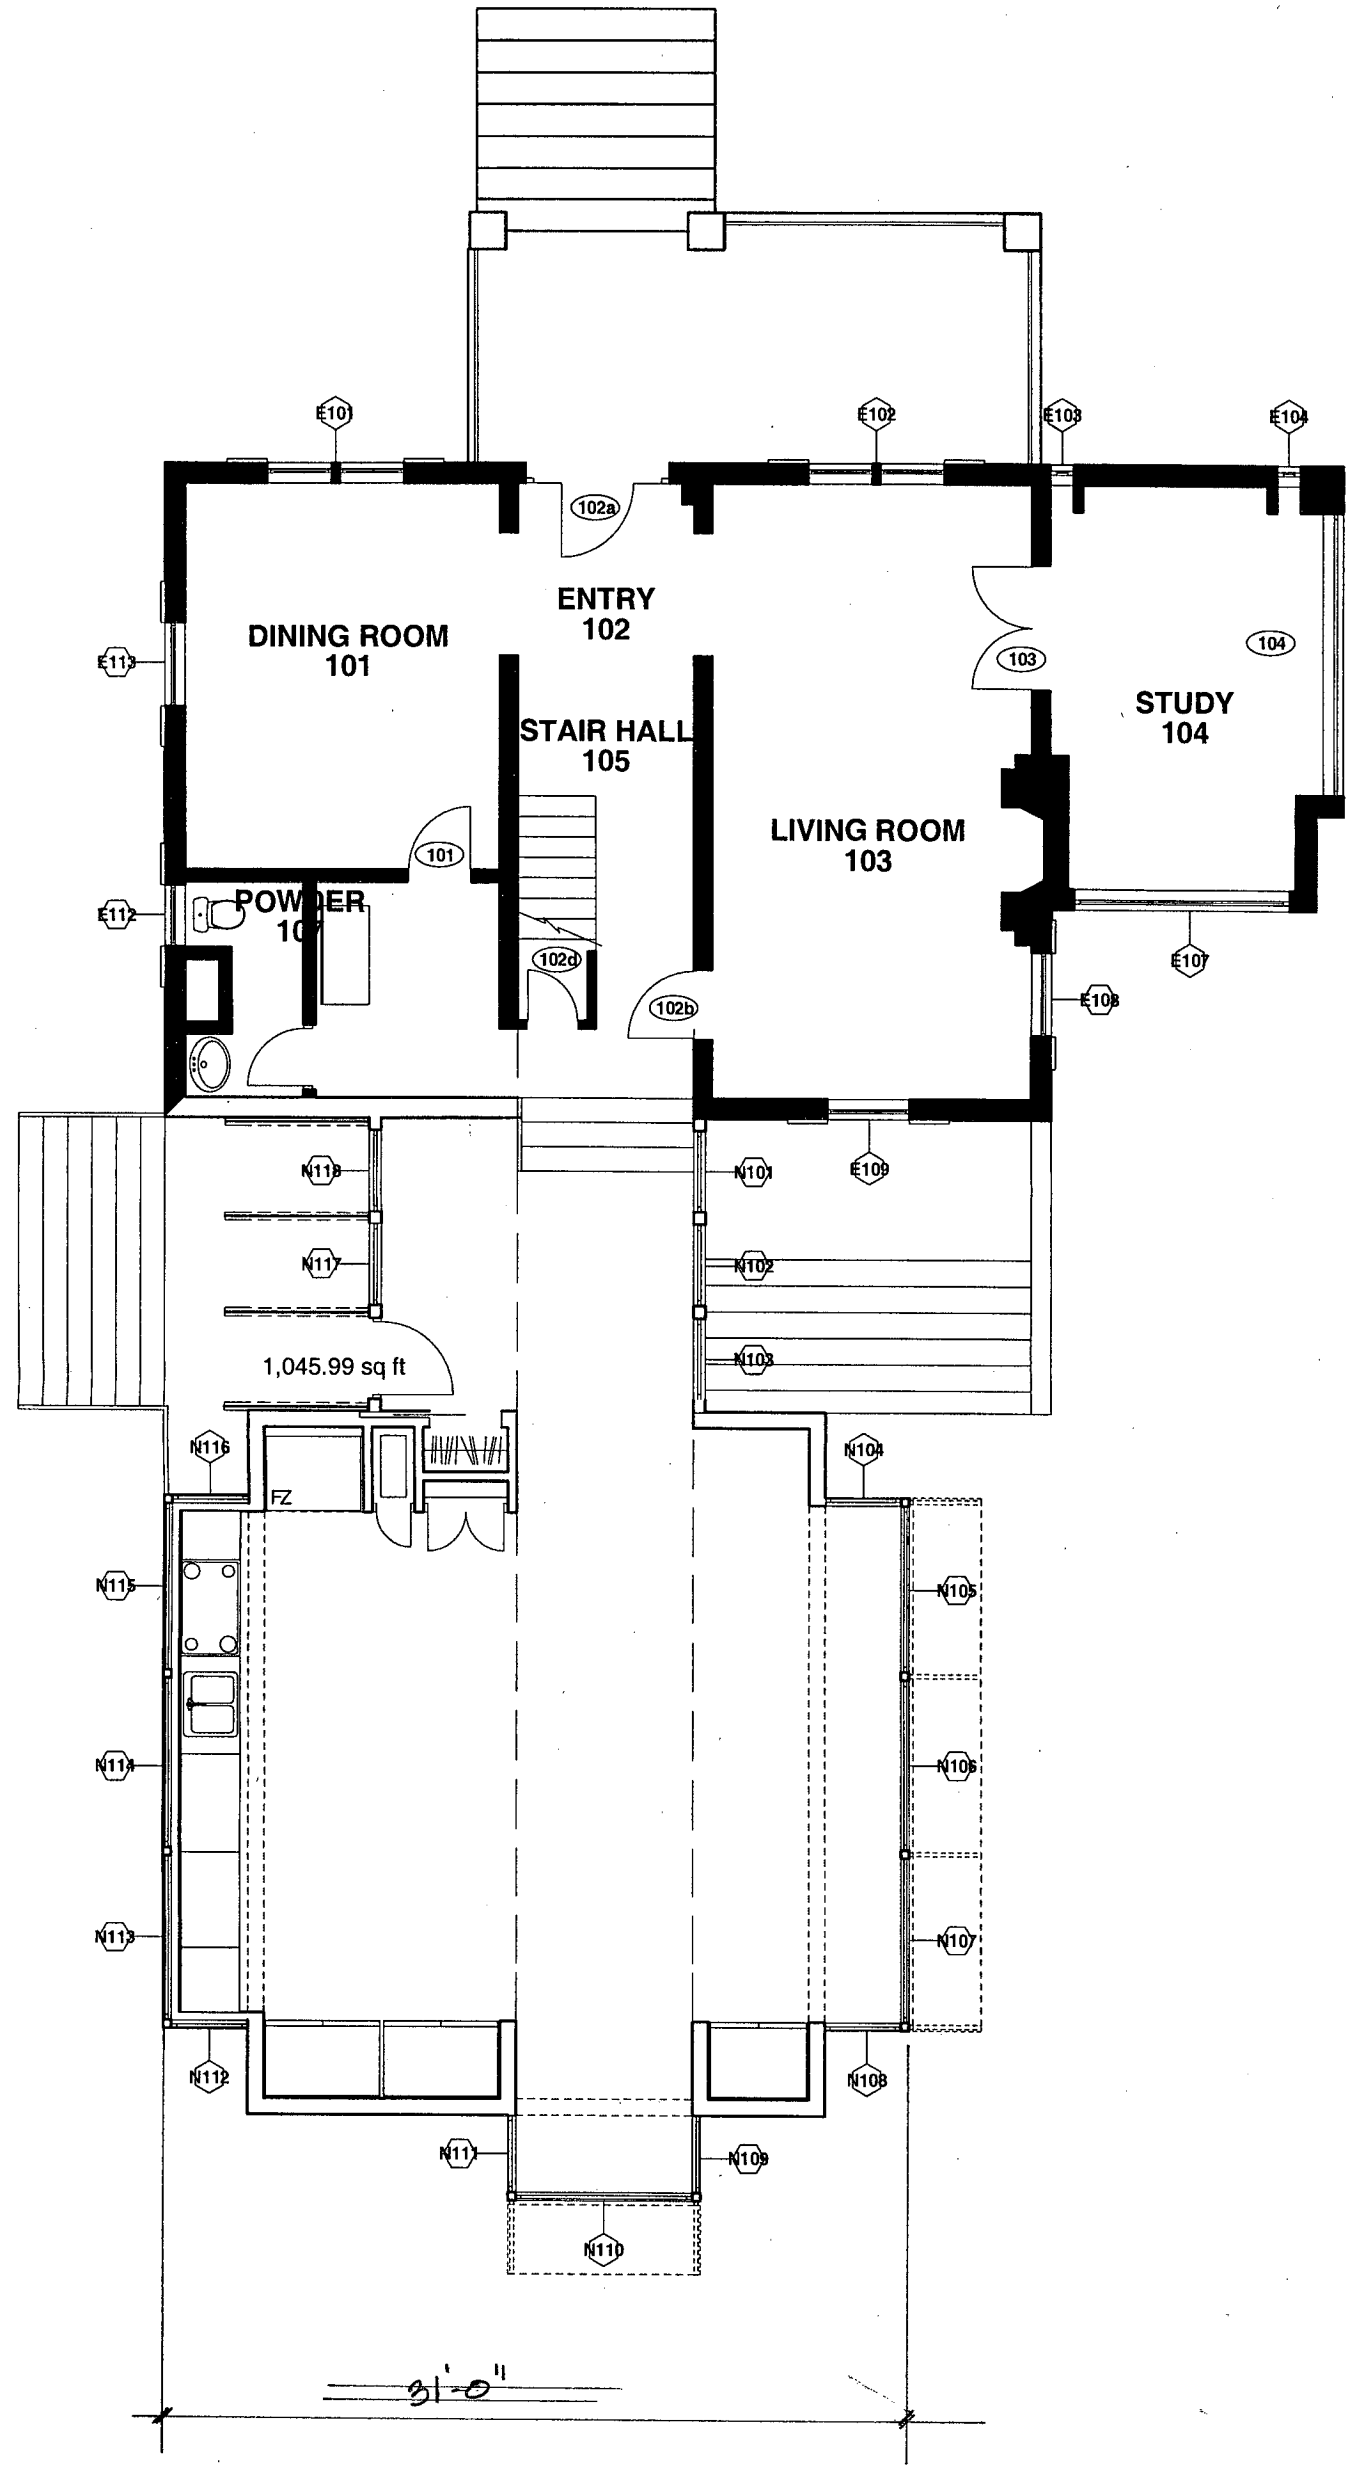 E101
E102
E103
E104
102a
ENTRY
102
DINING ROOM
101
E113
103
104
STUDY
104
STAIR HALL
105
LIVING ROOM
103
101
POWDER
107
E112
102d
E107
102b
E108
N118
N101
E109
N117
N102
1,045.99 sq ft
N103
N116
N104
FZ
N115
N105
N114
N106
N113
N107
N112
N108
N111
N109
N110
31'-0"